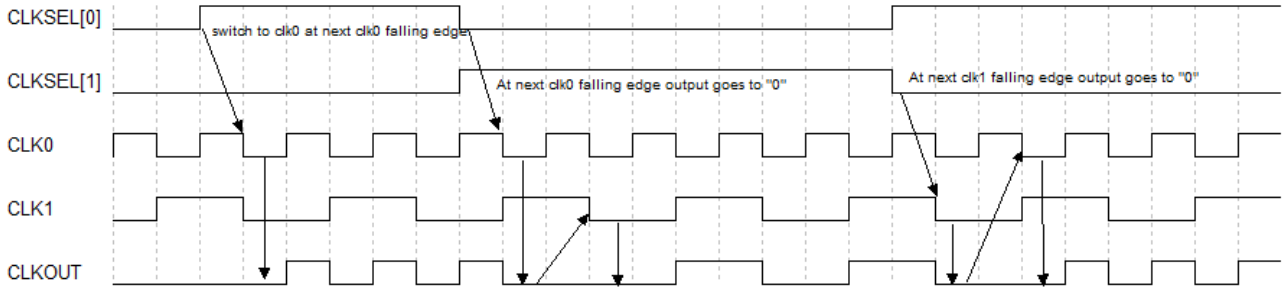 CLKSEL[0]
switch to clk0 at next clk0 falling edge
CLKSEL[1]
At next clk0 falling edge output goes to "0"
At next clk1 falling edge output goes to "0"
CLK0
CLK1
CLKOUT